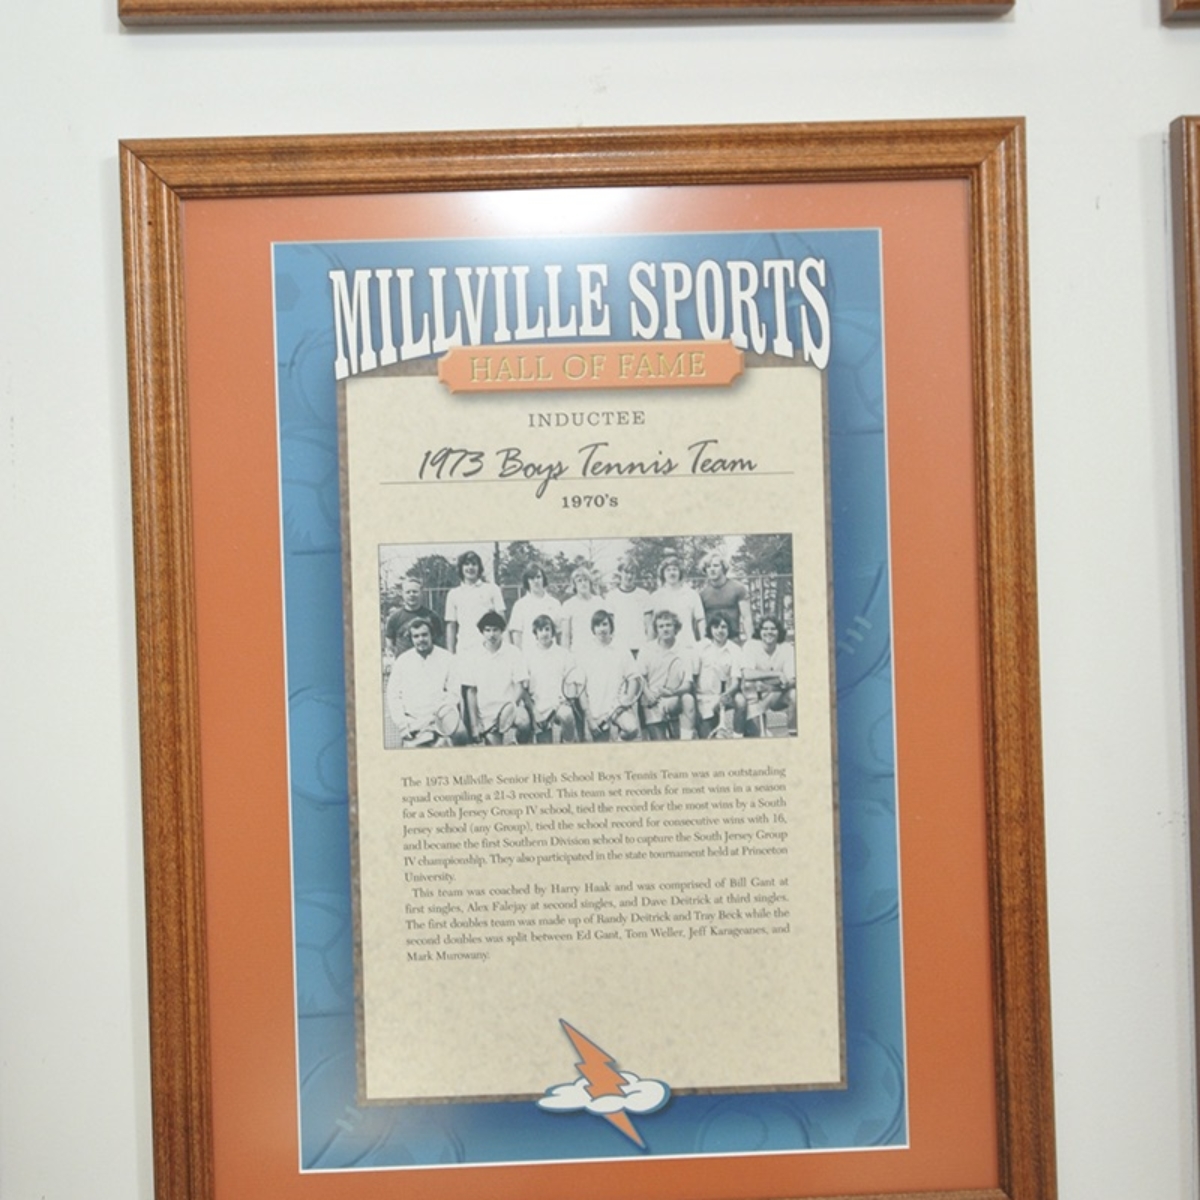 MILLVILLE SPORTS
HALL OF FAME
INDUCTEE
1973 Boys Tennis Team
1970's
The 1973 Millville Senior High School Boys Tennis Team was an outstanding
squad compiling a 21-3 record. This team set records for most wins in a season
for a South Jersey Group IV school, tied the record for the most wins by a South
Jersey school (any Group), tied the school record for consecutive wins with 16,
and became the first Southern Division school to capture the South Jersey Group
IV championship. They also participated in the state tournament held at Princeton
University.
This team was coached by Harry Haak and was comprised of Bill Gant at
first singles, Alex Falejay at second singles, and Dave Deitrick at third singles.
The first doubles team was made up of Randy Deitrick and Tray Beck while the
second doubles was split between Ed Gant, Tom Weller, Jeff Karageanes, and
Mark Murowany.